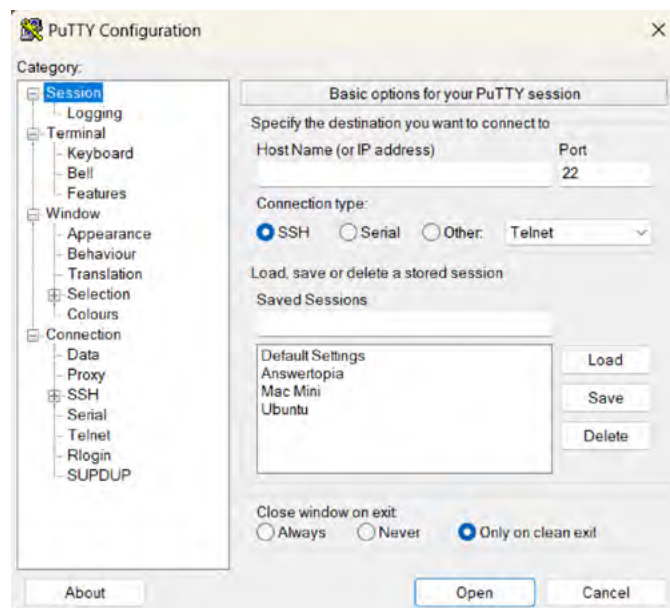 PuTTY Configuration
Category:
Session
Logging
Terminal
Keyboard
Bell
Features
Window
Appearance
Behaviour
Translation
Selection
Colours
Connection
Data
Proxy
SSH
Serial
Telnet
Rlogin
SUPDUP
Basic options for your PuTTY session
Specify the destination you want to connect to
Host Name (or IP address) Port
22
Connection type:
SSH Serial Other: Telnet
Load, save or delete a stored session
Saved Sessions
Default Settings
Answertopia
Mac Mini
Ubuntu
Load
Save
Delete
Close window on exit
Always Never Only on clean exit
About Open Cancel